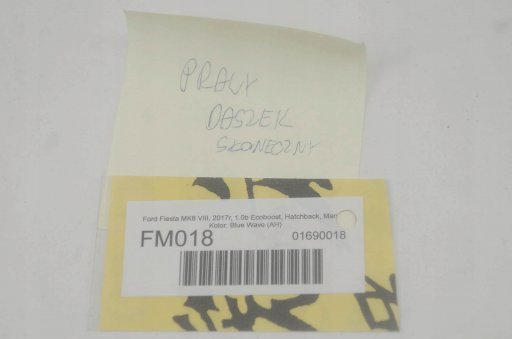 PRAWY
DASZEK
SŁONECZNY
Ford Fiesta MK8 VIII, 2017r, 1.0b Ecoboost, Hatchback, Man
Kolor: Blue Wave (AH)
FM018
01690018